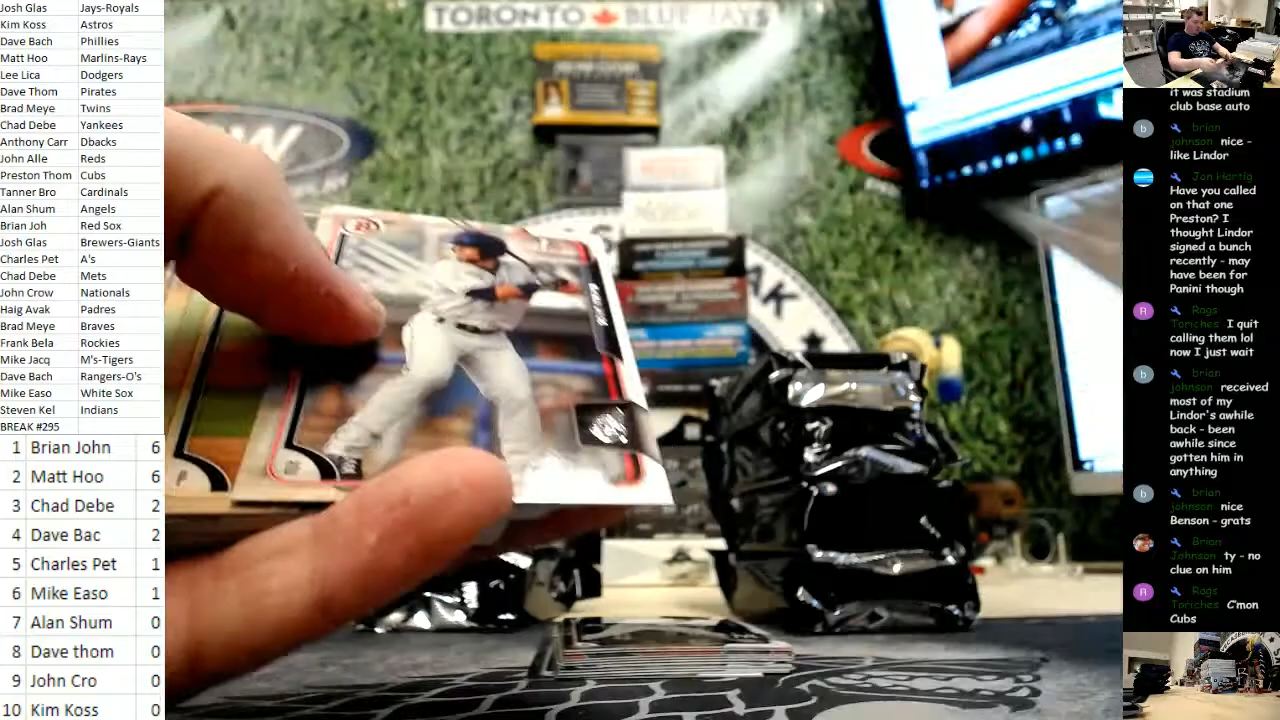 Josh Glas Jays-Royals
Kim Koss Astros
Dave Bach Phillies
Matt Hoo Marlins-Rays
Lee Lica Dodgers
Dave Thom Pirates
Brad Meye Twins
Chad Debe Yankees
Anthony Carr Dbacks
John Alle Reds
Preston Thom Cubs
Tanner Bro Cardinals
Alan Shum Angels
Brian Joh Red Sox
Josh Glas Brewers-Giants
Charles Pet A's
Chad Debe Mets
John Crow Nationals
Haig Avak Padres
Brad Meye Braves
Frank Bela Rockies
Mike Jacq M's-Tigers
Dave Bach Rangers-O's
Mike Easo White Sox
Steven Kel Indians
BREAK #295
1 Brian John 6
2 Matt Hoo 6
3 Chad Debe 2
4 Dave Bac 2
5 Charles Pet 1
6 Mike Easo 1
7 Alan Shum 0
8 Dave thom 0
9 John Cro 0
10 Kim Koss 0
TORONTO BLUE JAYS
it was stadium
club base auto
b brian
johnson nice -
like Lindor
Jon Hertig
Have you called
on that one
Preston? I
thought Lindor
signed a bunch
recently - may
have been for
Panini though
R Rags
Toriches I quit
calling them lol
now I just wait
b brian
johnson received
most of my
Lindor's awhile
back - been
awhile since
gotten him in
anything
b brian
johnson nice
Benson - grats
Brian
Johnson ty - no
clue on him
R Rags
Toriches C'mon
Cubs